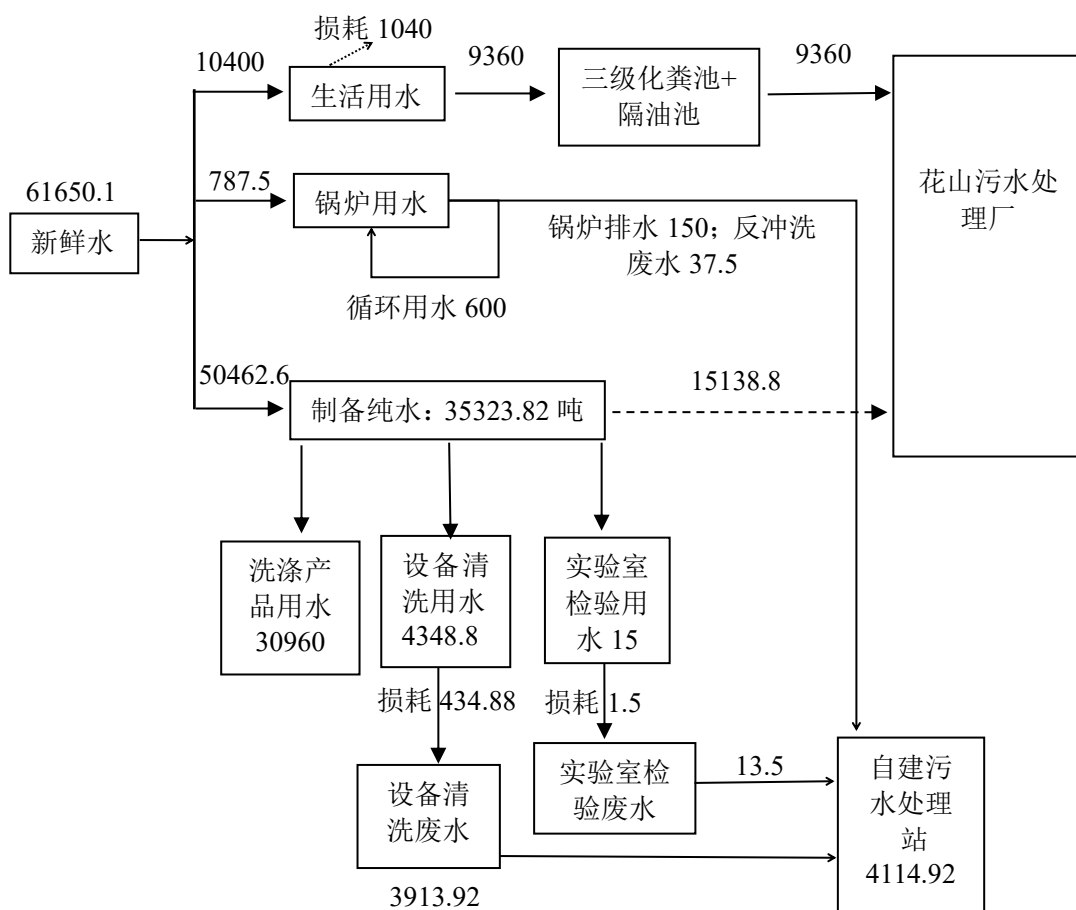 损耗 1040
10400
生活用水
9360
三级化粪池+
隔油池
9360
花山污水处
理厂
61650.1
新鲜水
787.5
锅炉用水
锅炉排水 150；反冲洗
废水 37.5
循环用水 600
50462.6
制备纯水：35323.82 吨
15138.8
洗涤产
品用水
30960
设备清
洗用水
4348.8
实验室
检验用
水 15
损耗 434.88
损耗 1.5
设备清
洗废水
3913.92
实验室检
验废水
13.5
自建污
水处理
站
4114.92